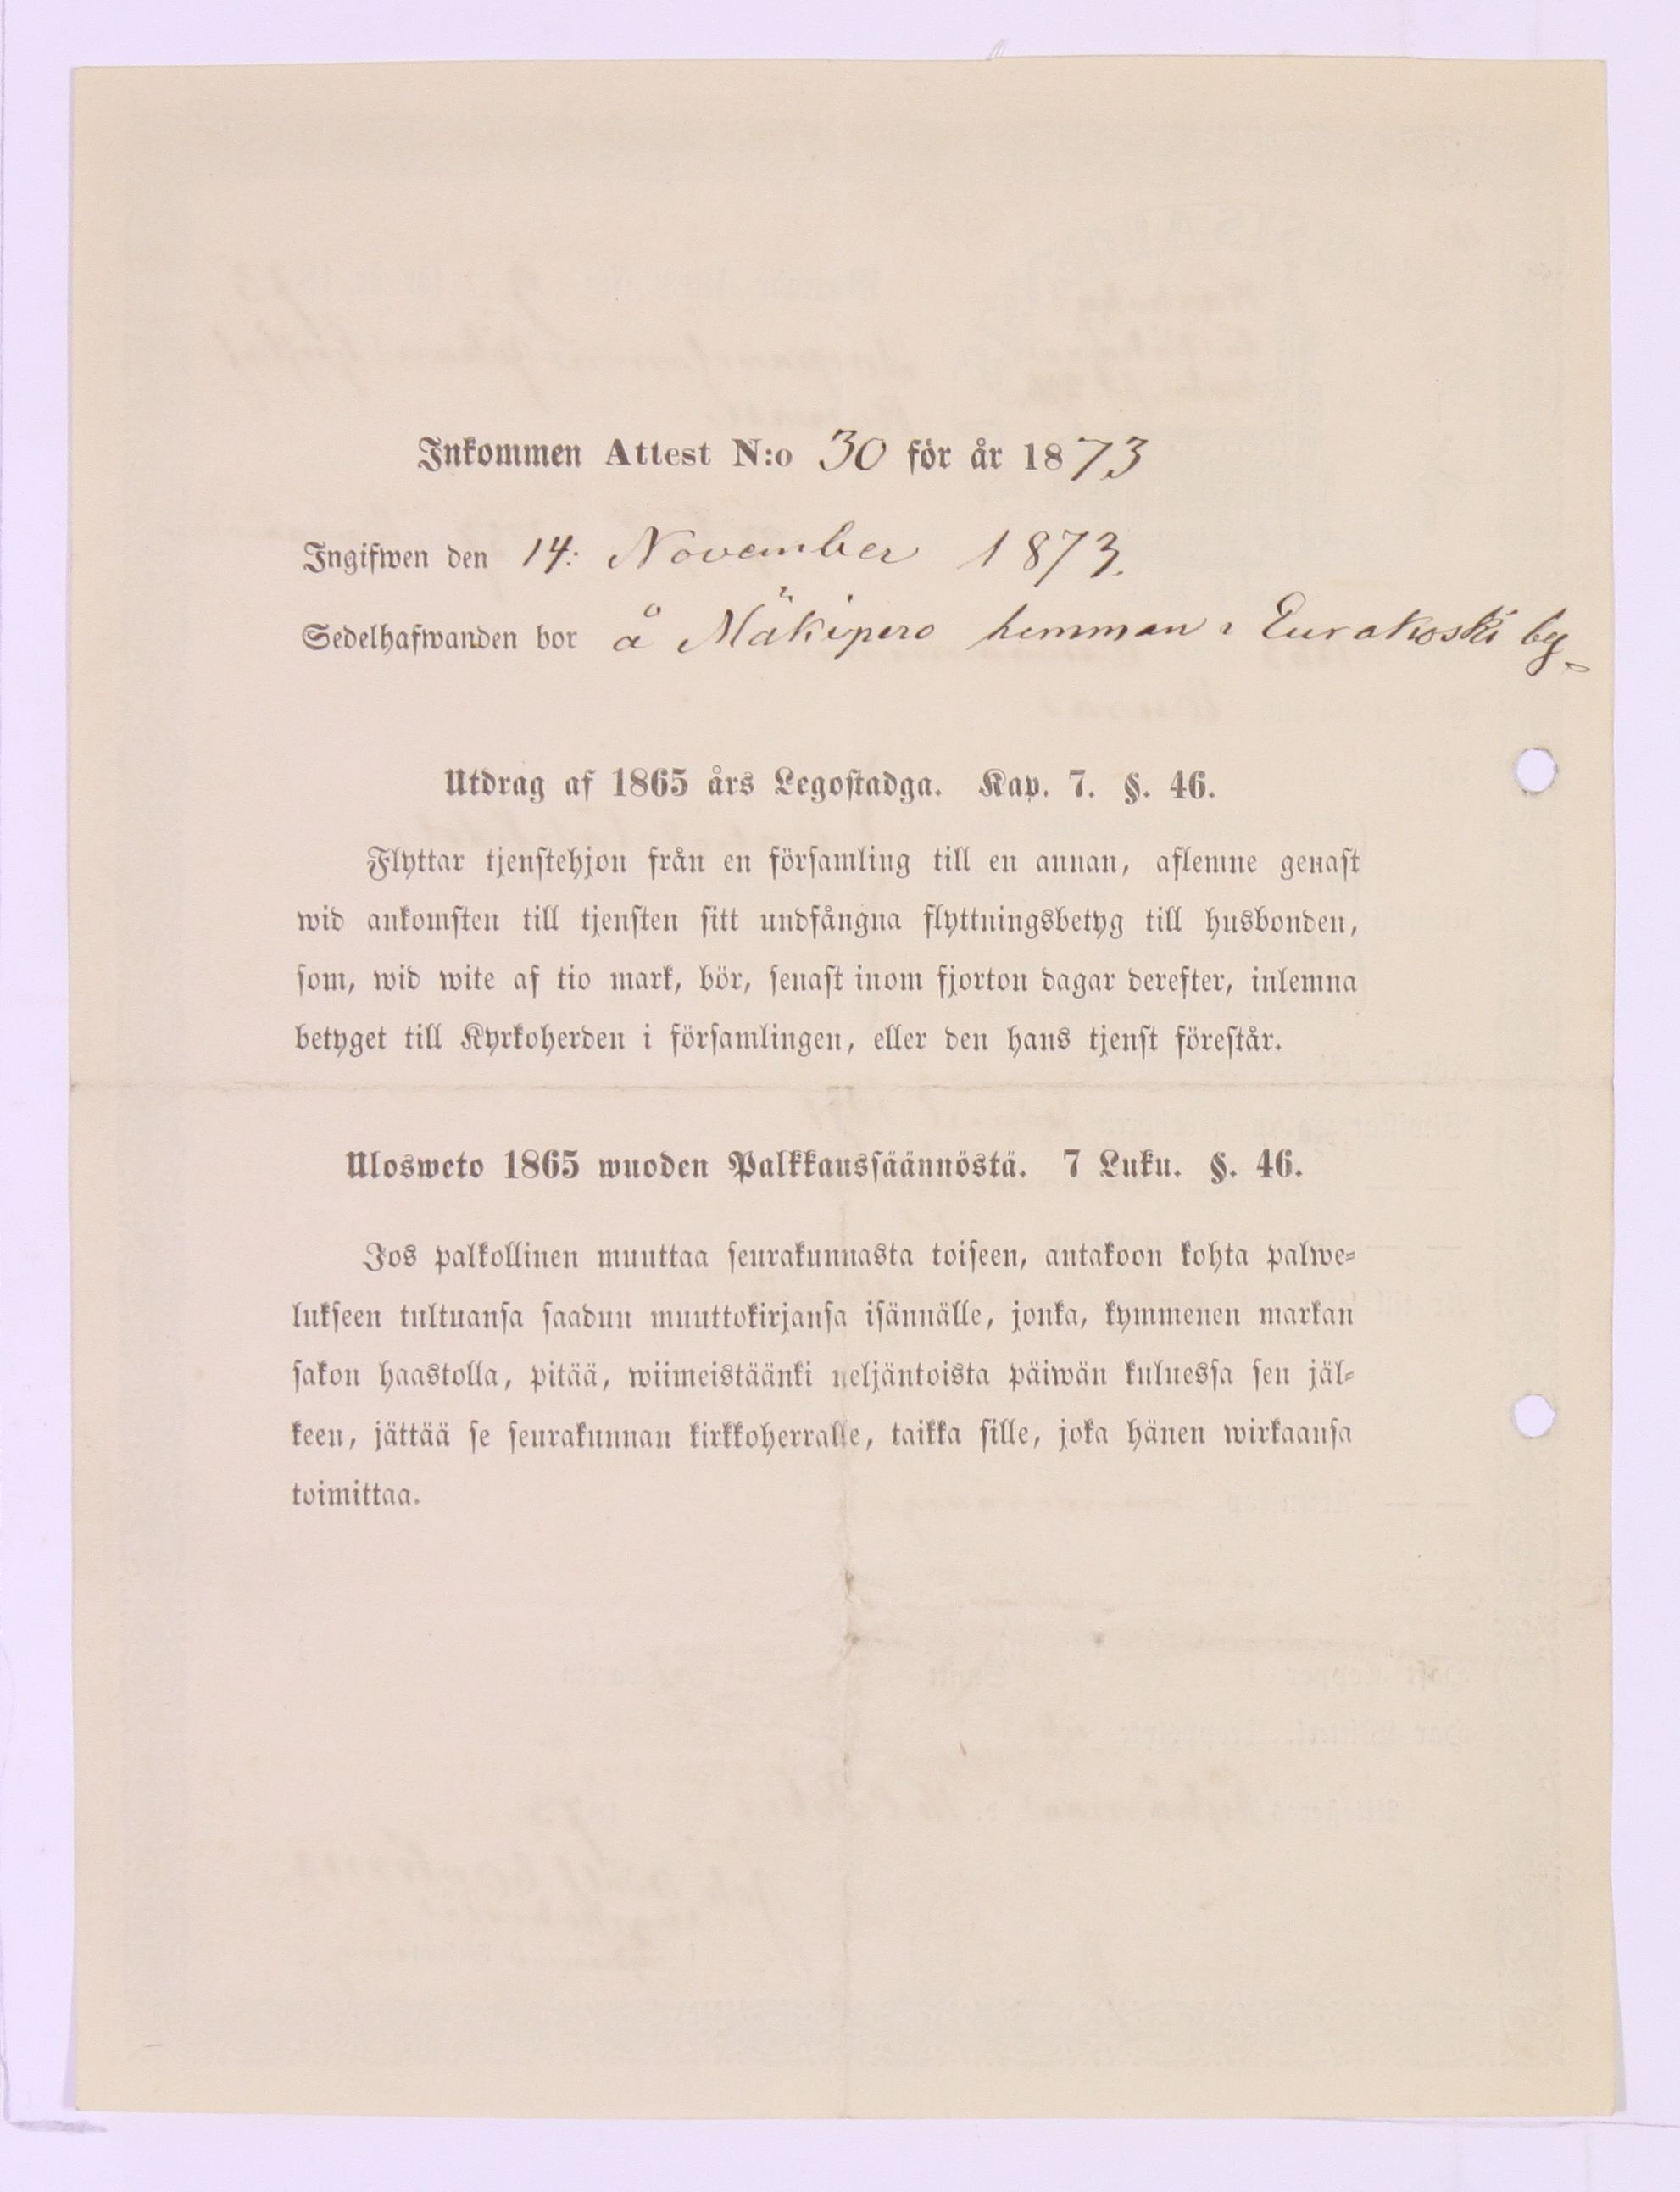 Inkommen Attest N:o 30 för år 1873
Ingifwen den 14: November 1873.
Sedelhafwanden bor å Mäkipero hemman i Eurakoski by
Utdrag af 1865 års Legostadga. Kap. 7. §. 46.
Flyttar tjenstehjon från en församling till en annan, aflemne genast
wid ankomsten till tjensten sitt undfångna flyttningsbetyg till husbonden,
som, wid wite af tio mark, bör, senast inom fjorton dagar derefter, inlemna
betyget till Kyrkoherden i församlingen, eller den hans tjenst förestår.
Ulosweto 1865 wuoden Palkkaussäännöstä. 7 Luku. §. 46.
Jos palkollinen muuttaa seurakunnasta toiseen, antakoon kohta palwe=
lukseen tultuansa saadun muuttokirjansa isännälle, jonka, kymmenen markan
sakon haastolla, pitää, wiimeistäänki neljäntoista päiwän kuluessa sen jäl=
keen, jättää se seurakunnan kirkkoherralle, taikka sille, joka hänen wirkaansa
toimittaa.